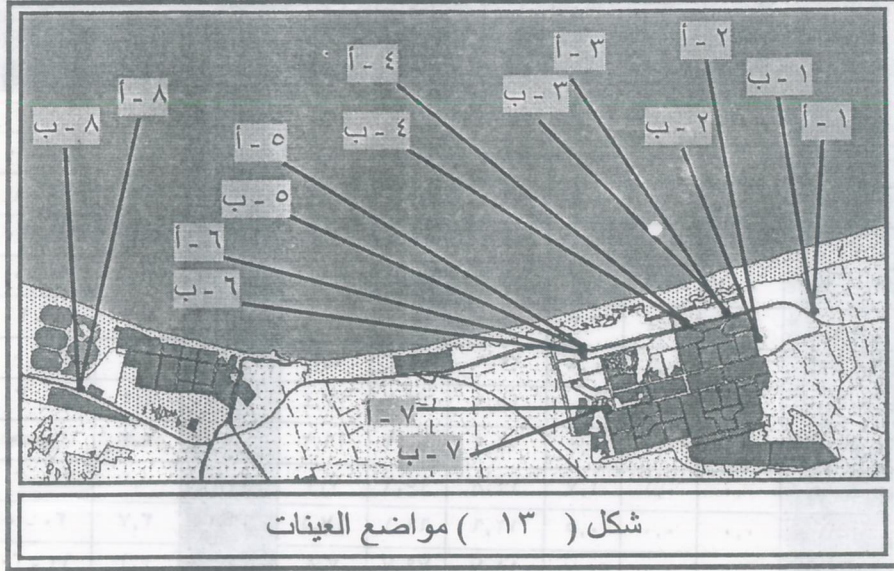 ٢ - أ
٣ - أ
٤ - أ
١ - ب
٨ - أ
٣ - ب
١ - أ
٢ - ب
٤ - ب
٨ - ب
٥ - أ
٥ - ب
٦ - أ
٦ - ب
٧ - أ
٧ - ب
شكل ( ١٣ ) مواضع العينات